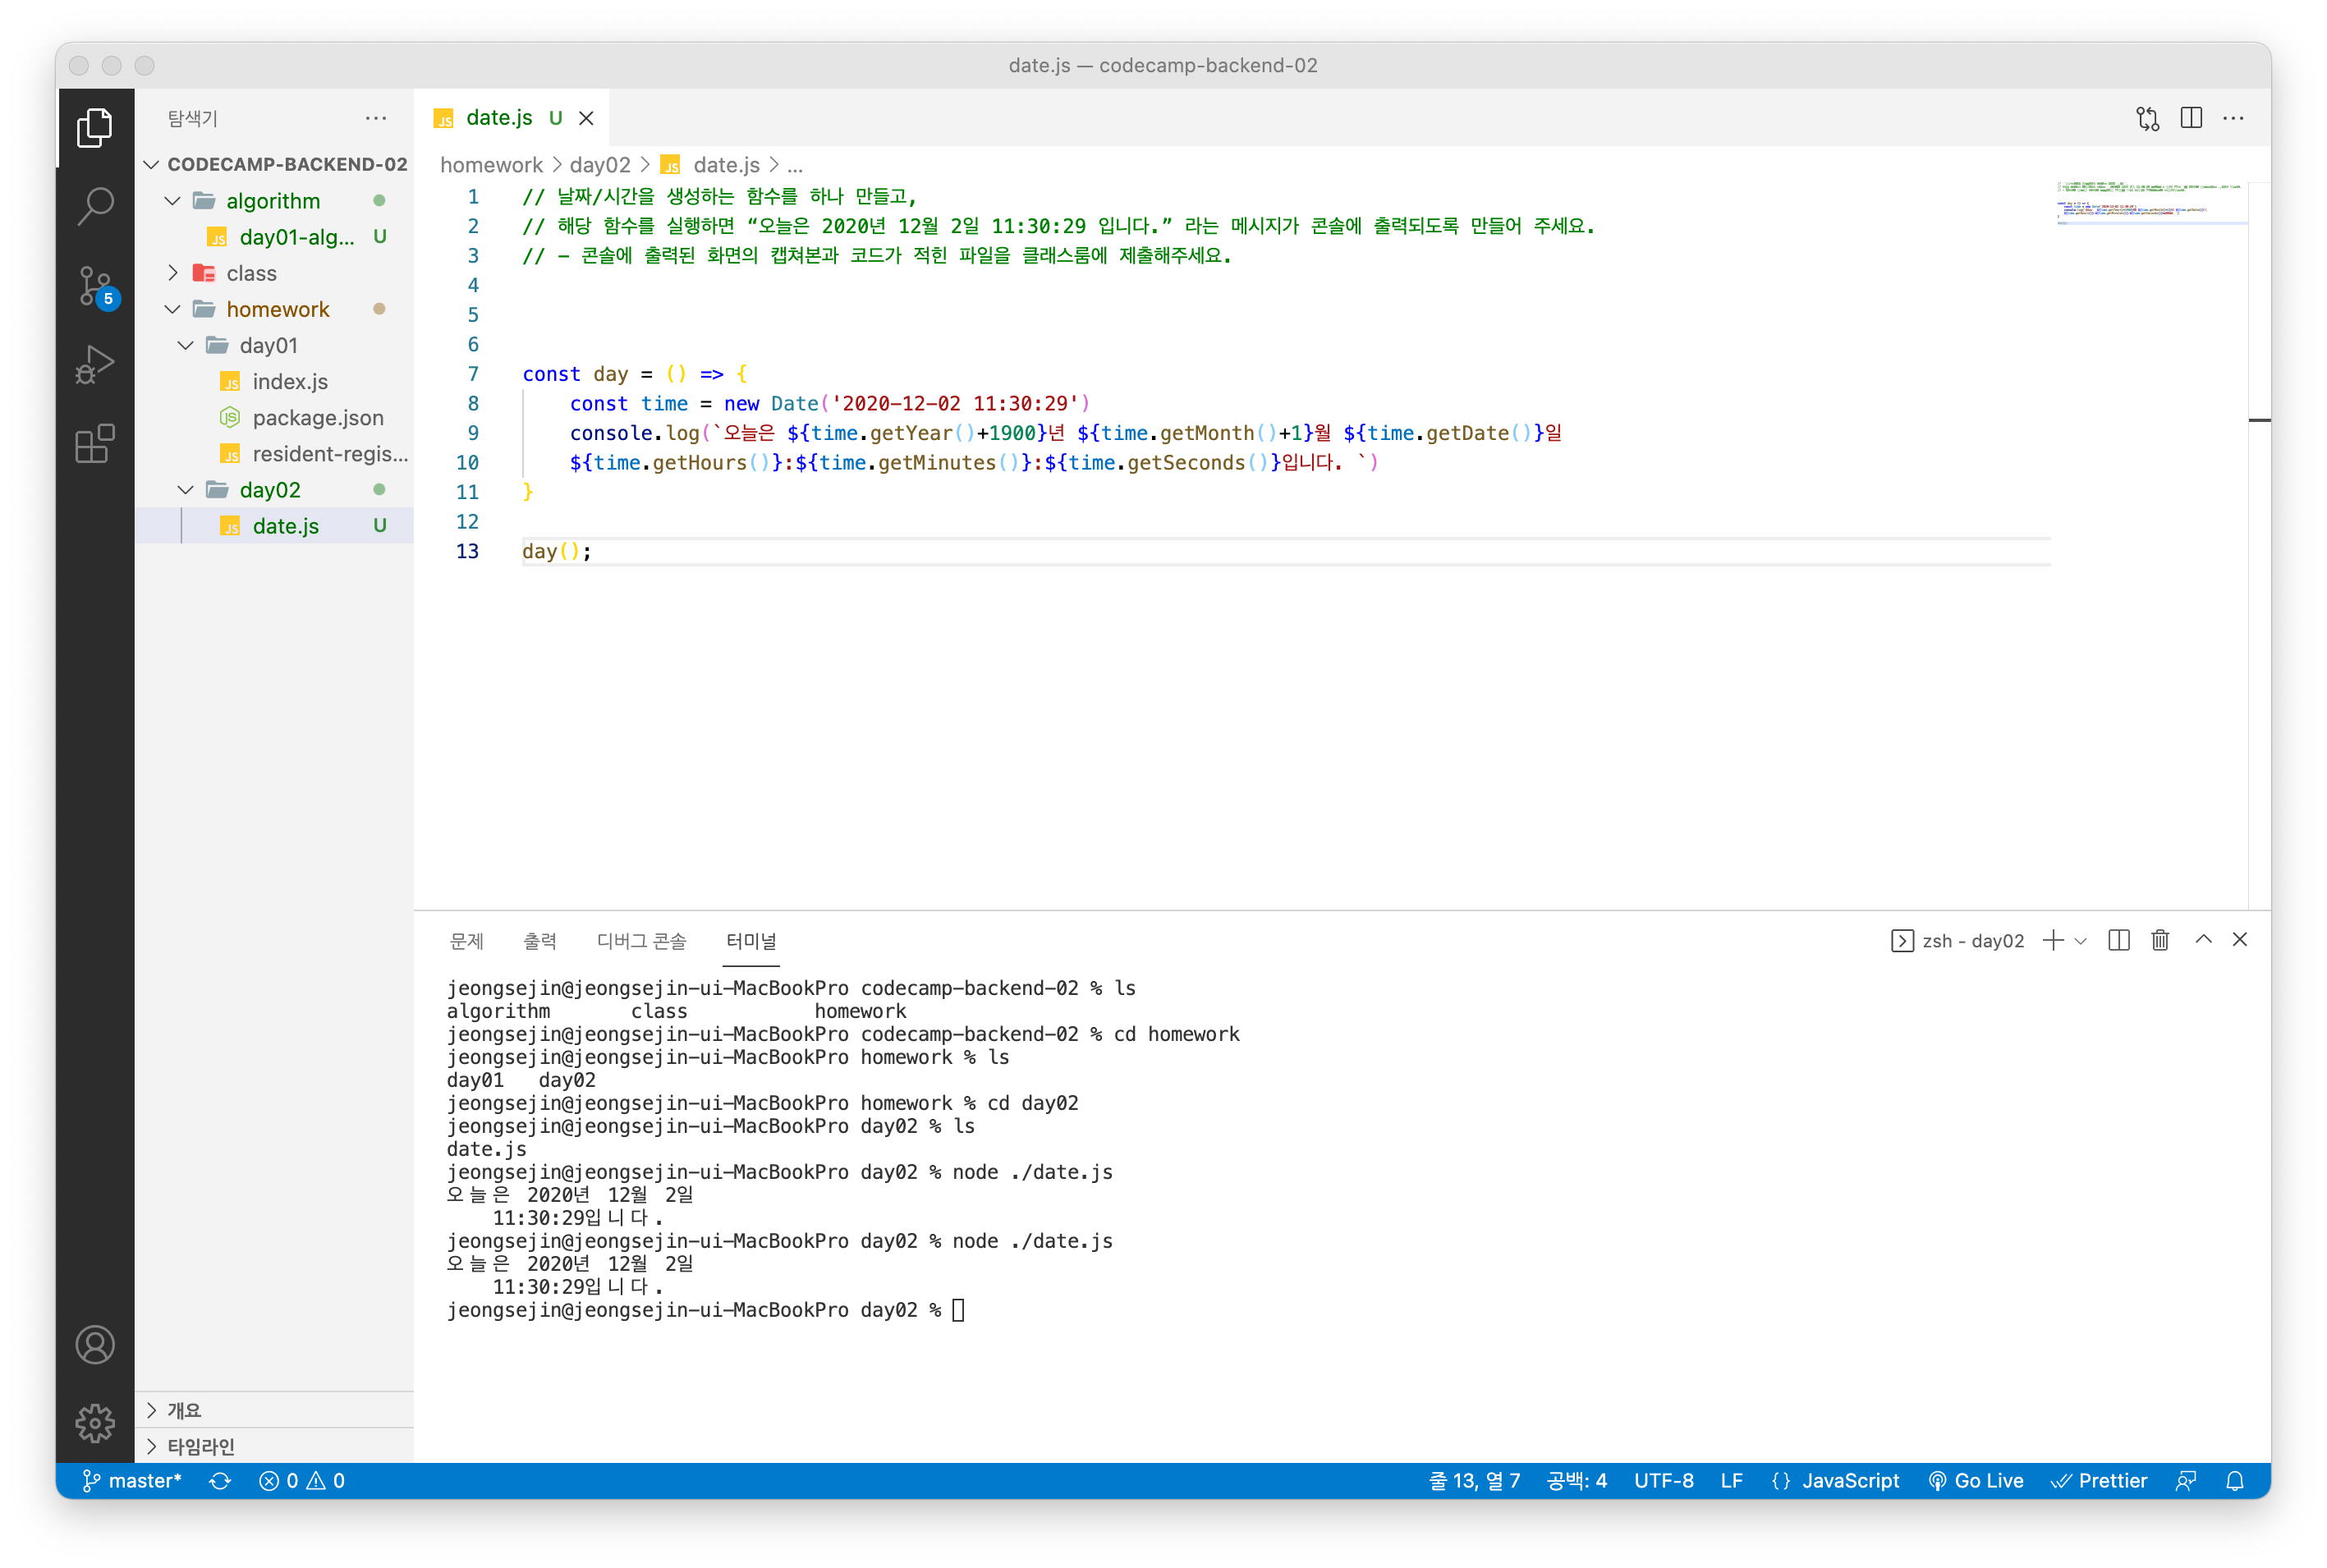 date.js — codecamp-backend-02
탐색기
date.js U
CODECAMP-BACKEND-02
algorithm
day01-alg... U
class
homework
day01
index.js
package.json
resident-regis...
day02
date.js U
개요
타임라인
5
homework > day02 > JS date.js > ...
1 // 날짜/시간을 생성하는 함수를 하나 만들고,
2 // 해당 함수를 실행하면 “오늘은 2020년 12월 2일 11:30:29 입니다.” 라는 메시지가 콘솔에 출력되도록 만들어 주세요.
3 // - 콘솔에 출력된 화면의 캡쳐본과 코드가 적힌 파일을 클래스룸에 제출해주세요.
4
5
6
7 const day = () => {
8 const time = new Date('2020-12-02 11:30:29')
9 console.log(`오늘은 ${time.getYear()+1900}년 ${time.getMonth()+1}월 ${time.getDate()}일
10 ${time.getHours()}:${time.getMinutes()}:${time.getSeconds()}입니다. `)
11 }
12
13 day();
문제 출력 디버그 콘솔 터미널
zsh - day02
jeongsejin@jeongsejin-ui-MacBookPro codecamp-backend-02 % ls
algorithm class homework
jeongsejin@jeongsejin-ui-MacBookPro codecamp-backend-02 % cd homework
jeongsejin@jeongsejin-ui-MacBookPro homework % ls
day01 day02
jeongsejin@jeongsejin-ui-MacBookPro homework % cd day02
jeongsejin@jeongsejin-ui-MacBookPro day02 % ls
date.js
jeongsejin@jeongsejin-ui-MacBookPro day02 % node ./date.js
오늘은 2020년 12월 2일
11:30:29입니다.
jeongsejin@jeongsejin-ui-MacBookPro day02 % node ./date.js
오늘은 2020년 12월 2일
11:30:29입니다.
jeongsejin@jeongsejin-ui-MacBookPro day02 %
master* 0 0 줄 13, 열 7 공백: 4 UTF-8 LF {} JavaScript Go Live Prettier